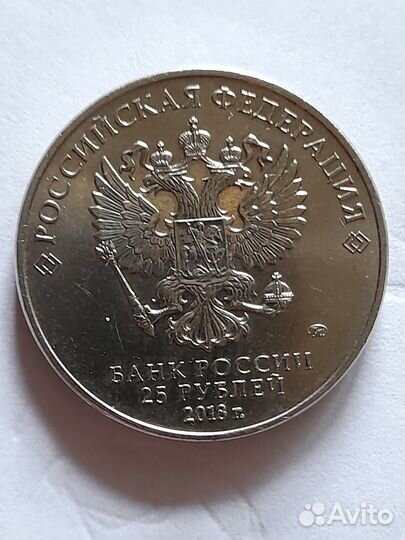 РОССИЙСКАЯ ФЕДЕРАЦИЯ
БАНК РОССИИ
25 РУБЛЕЙ
2018 г.
Avito